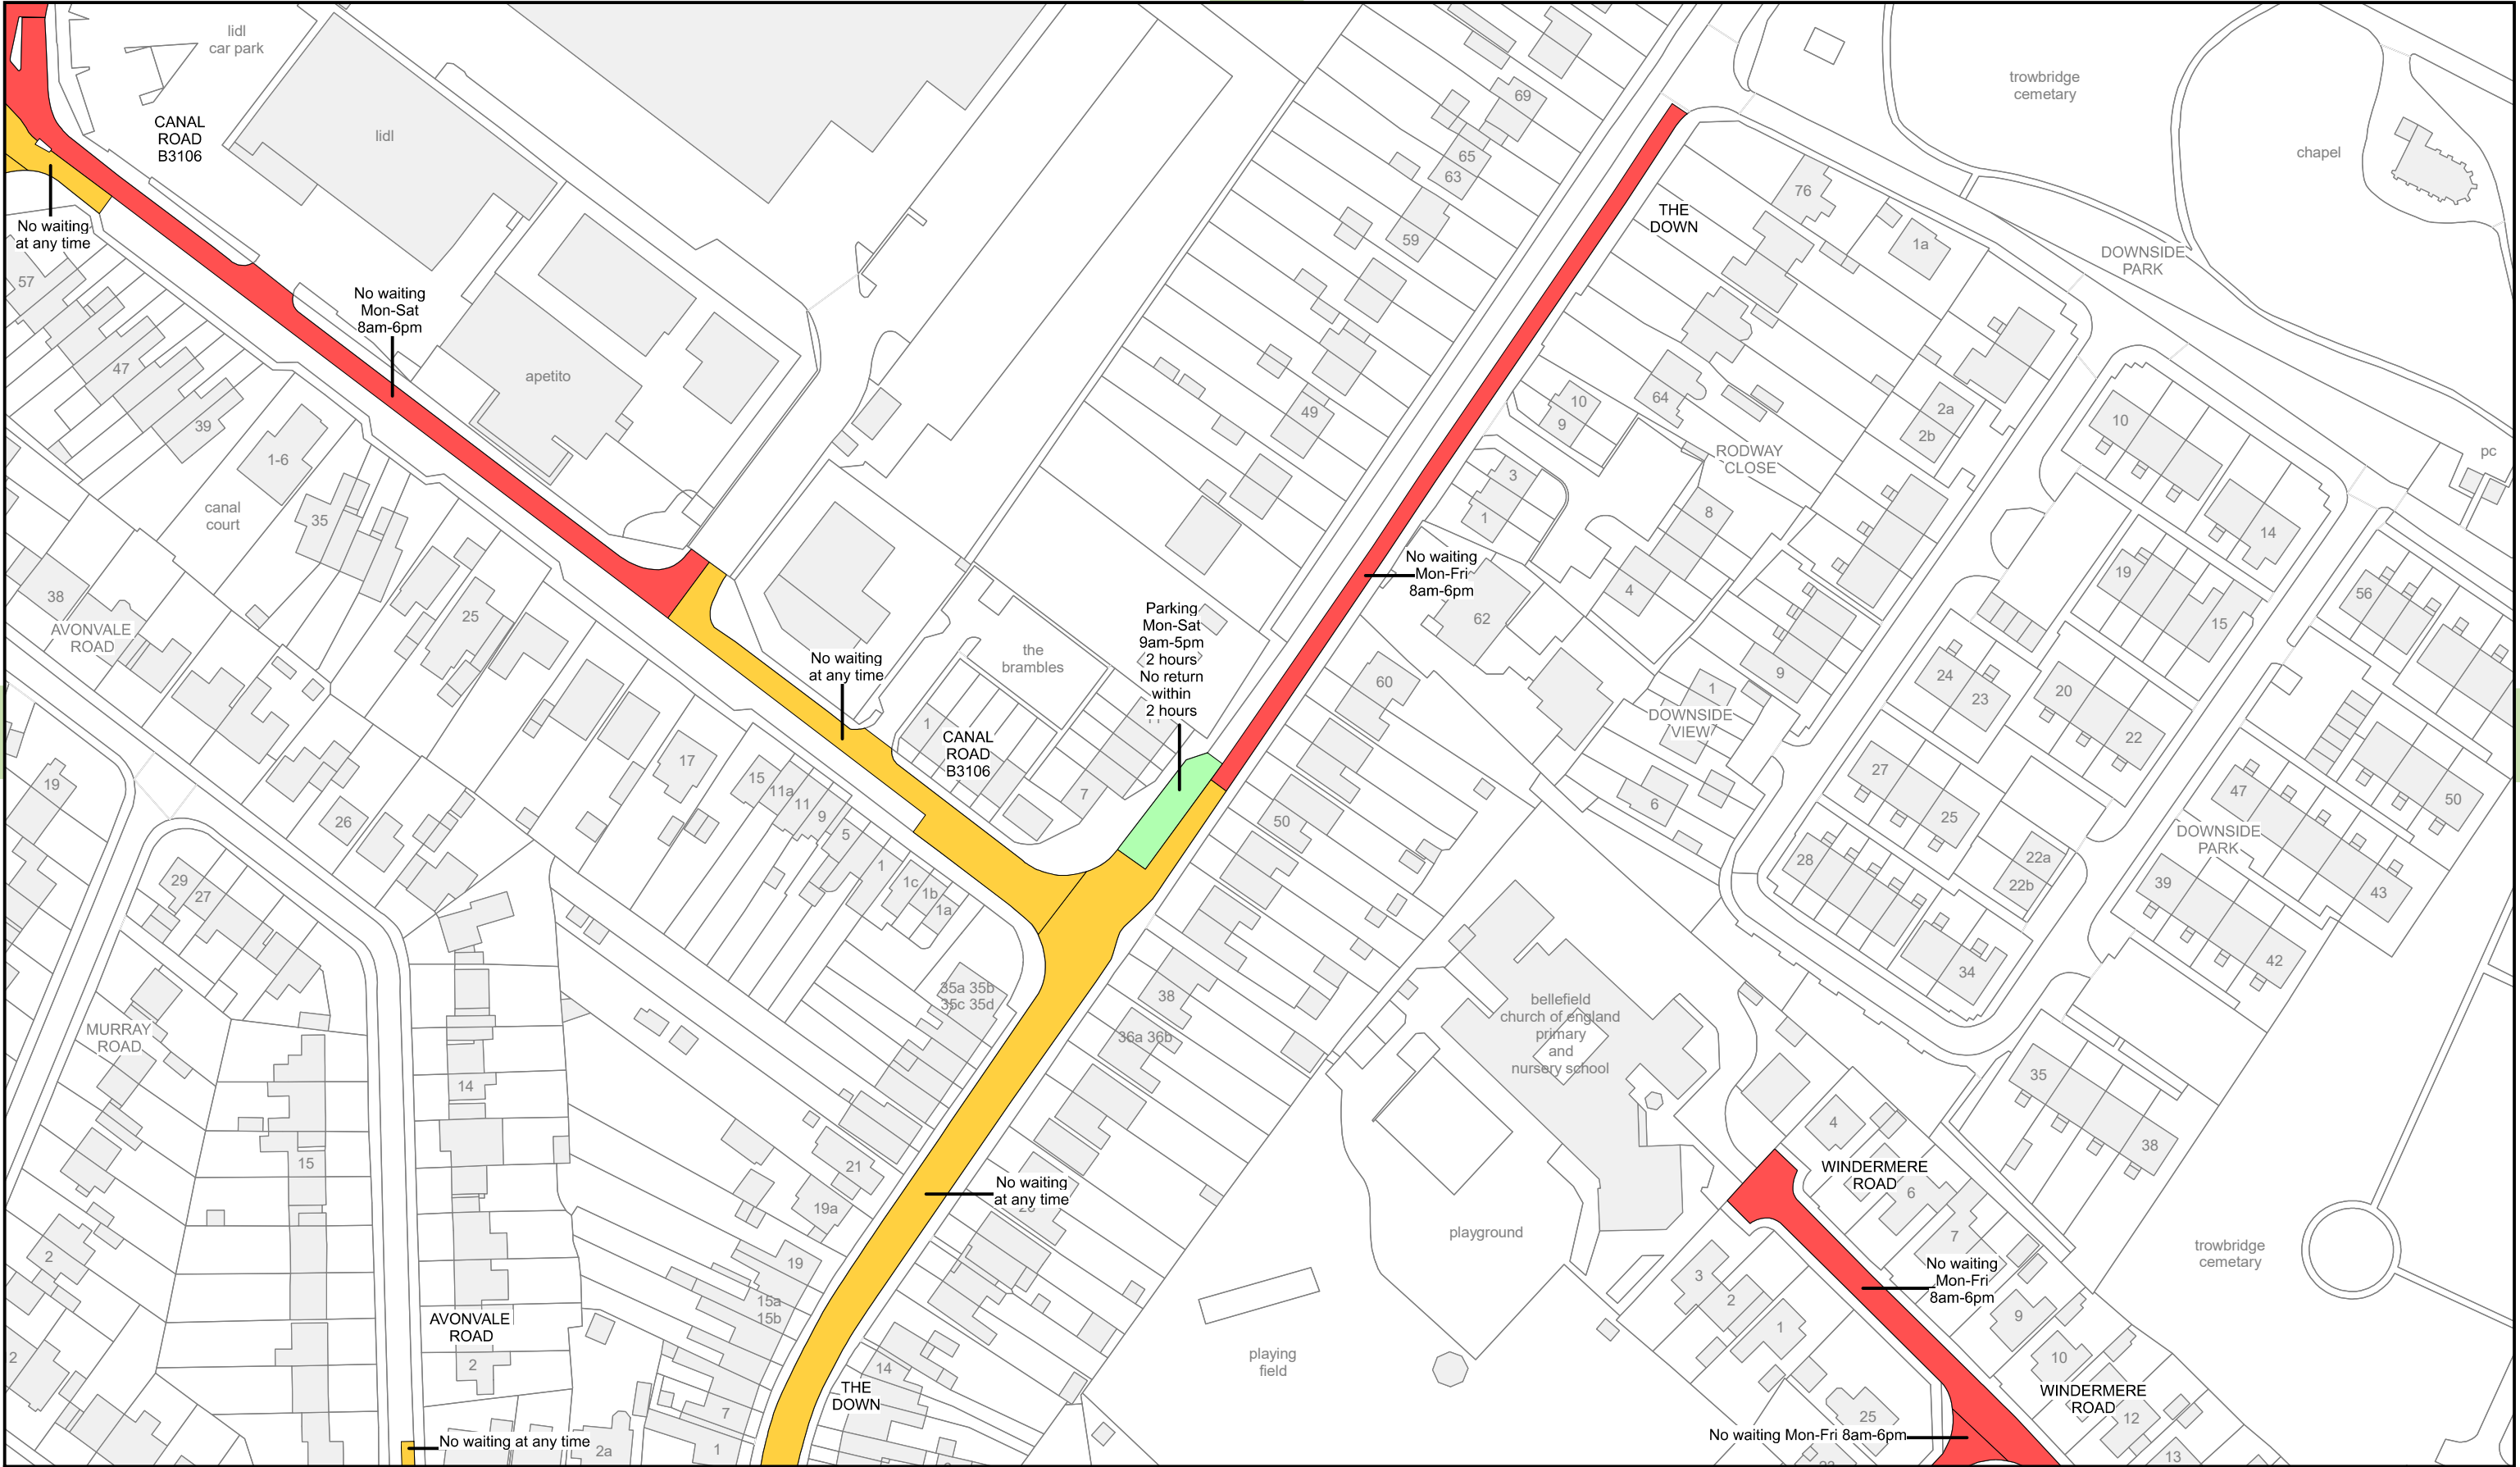 lidl
car park
CANAL
ROAD
B3106
lidl
No waiting
at any time
57
47
39
1-6
canal
court
35
25
38
AVONVALE
ROAD
No waiting
Mon-Sat
8am-6pm
apetito
69
65
63
59
49
THE
DOWN
76
1a
trowbridge
cemetary
chapel
DOWNSIDE
PARK
64
10
9
3
1
2a
2b
RODWAY
CLOSE
8
4
62
10
14
pc
19
15
56
No waiting
Mon-Fri
8am-6pm
Parking
Mon-Sat
9am-5pm
2 hours
No return
within
2 hours
the
brambles
No waiting
at any time
1
CANAL
ROAD
B3106
7
60
50
DOWNSIDE
VIEW
1
9
6
24
23
20
22
27
25
28
34
22a
22b
47
50
DOWNSIDE
PARK
43
39
42
35
38
19
26
17
15
11a
11
9
5
1
1c
1b
1a
29
27
35a 35b
35c 35d
38
36a 36b
MURRAY
ROAD
14
15
2
2
21
19a
19
15a
15b
No waiting
at any time
bellefield
church of england
primary
and
nursery school
playground
playing
field
4
WINDERMERE
ROAD
6
7
3
2
1
No waiting
Mon-Fri
8am-6pm
9
10
trowbridge
cemetary
WINDERMERE
ROAD
12
13
25
No waiting Mon-Fri 8am-6pm
AVONVALE
ROAD
2
No waiting at any time
2a
7
1
14
THE
DOWN